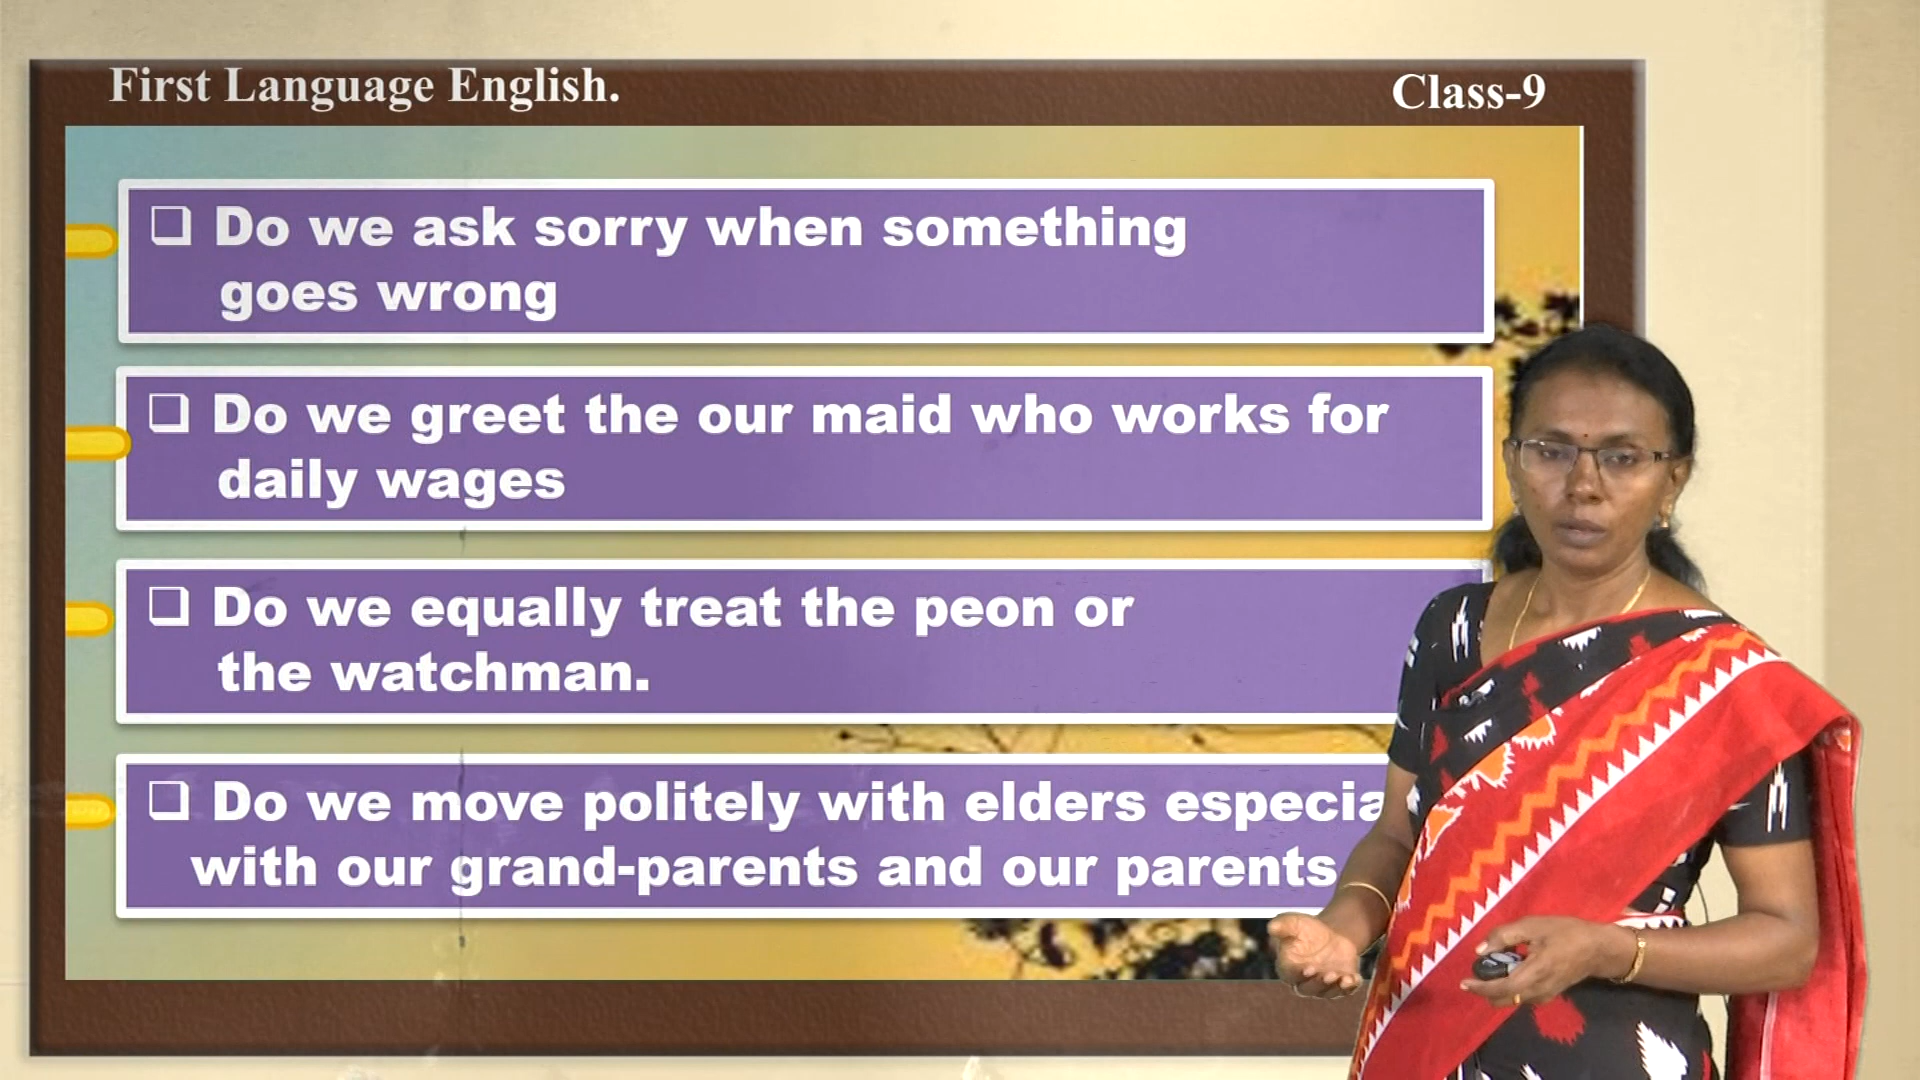 First Language English.
Class-9
❑ Do we ask sorry when something
goes wrong
❑ Do we greet the our maid who works for
daily wages
❑ Do we equally treat the peon or
the watchman.
❑ Do we move politely with elders
with our grand-parents and our parents